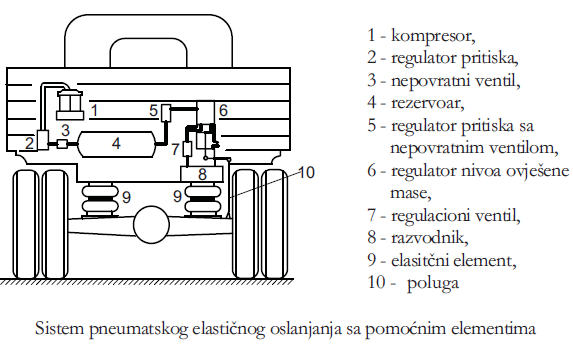 1 - kompresor,
2 - regulator pritiska,
3 - nepovratni ventil,
4 - rezervoar,
5 - regulator pritiska sa
nepovratnim ventilom,
6 - regulator nivoa ovješene
mase,
7 - regulacioni ventil,
8 - razvodnik,
9 - elasitčni element,
10 - poluga
1
2
3
4
5
6
7
8
9
9
10
Sistem pneumatskog elastičnog oslanjanja sa pomoćnim elementima